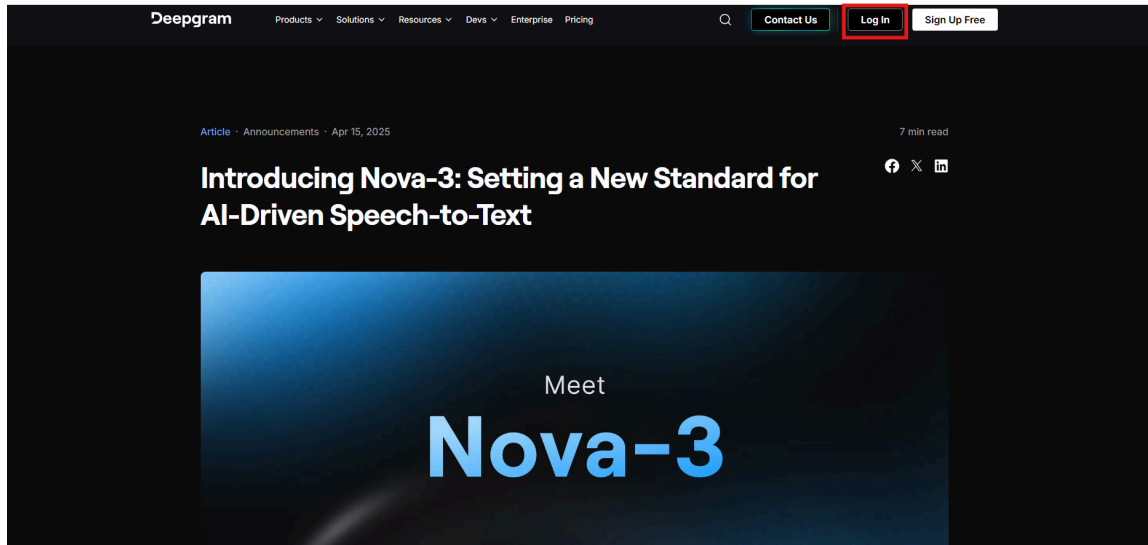 Deepgram Products Solutions Resources Devs Enterprise Pricing Contact Us Log In Sign Up Free
Article · Announcements · Apr 15, 2025 7 min read
Introducing Nova-3: Setting a New Standard for
AI-Driven Speech-to-Text
Meet
Nova-3